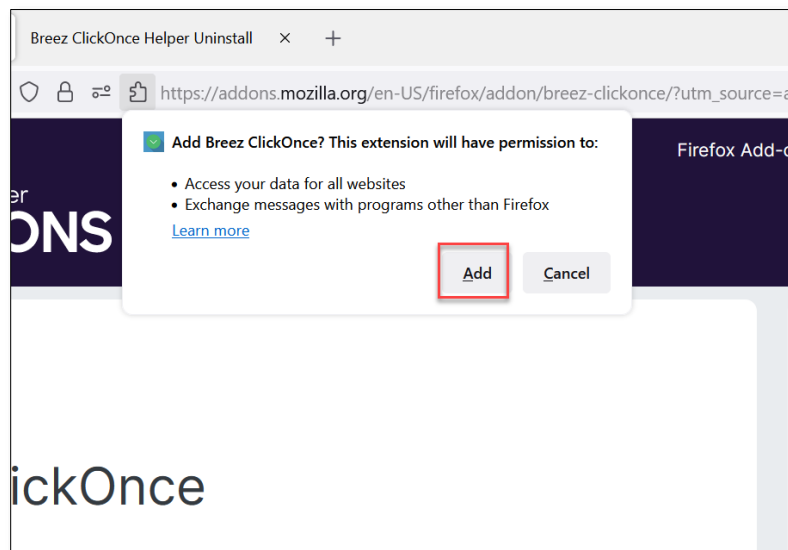 Breez ClickOnce Helper Uninstall
https://addons.mozilla.org/en-US/firefox/addon/breez-clickonce/?utm_source=a
Add Breez ClickOnce? This extension will have permission to:
• Access your data for all websites
• Exchange messages with programs other than Firefox
Learn more
Add Cancel
Firefox Add-o
er
ONS
ickOnce